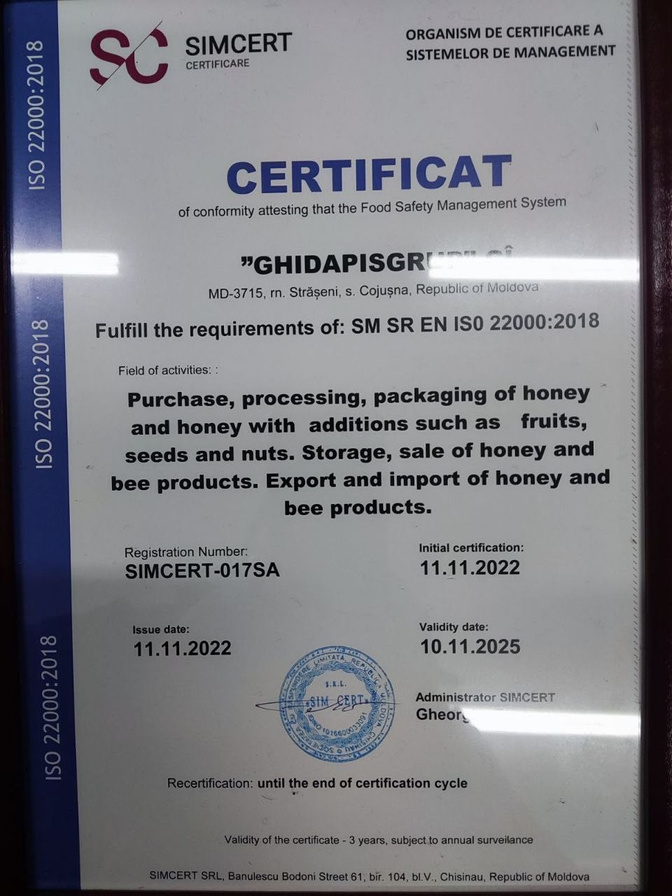 SC SIMCERT
CERTIFICARE
ORGANISM DE CERTIFICARE A
SISTEMELOR DE MANAGEMENT
ISO 22000:2018
CERTIFICAT
of conformity attesting that the Food Safety Management System
MD-3715, rn. Strășeni, s. Cojușna, Republic of Moldova
ISO 22000:2018
Fulfill the requirements of: SM SR EN IS0 22000:2018
Field of activities: :
Purchase, processing, packaging of honey
and honey with additions such as fruits,
seeds and nuts. Storage, sale of honey and
bee products. Export and import of honey and
bee products.
Registration Number:
SIMCERT-017SA
Initial certification:
11.11.2022
Issue date:
11.11.2022
Validity date:
10.11.2025
ISO 22000:2018
S.R.L.
«SIM CERT»
Administrator SIMCERT
Recertification: until the end of certification cycle
Validity of the certificate - 3 years, subject to annual surveilance
SIMCERT SRL, Banulescu Bodoni Street 61, bir. 104, bl.V., Chisinau, Republic of Moldova